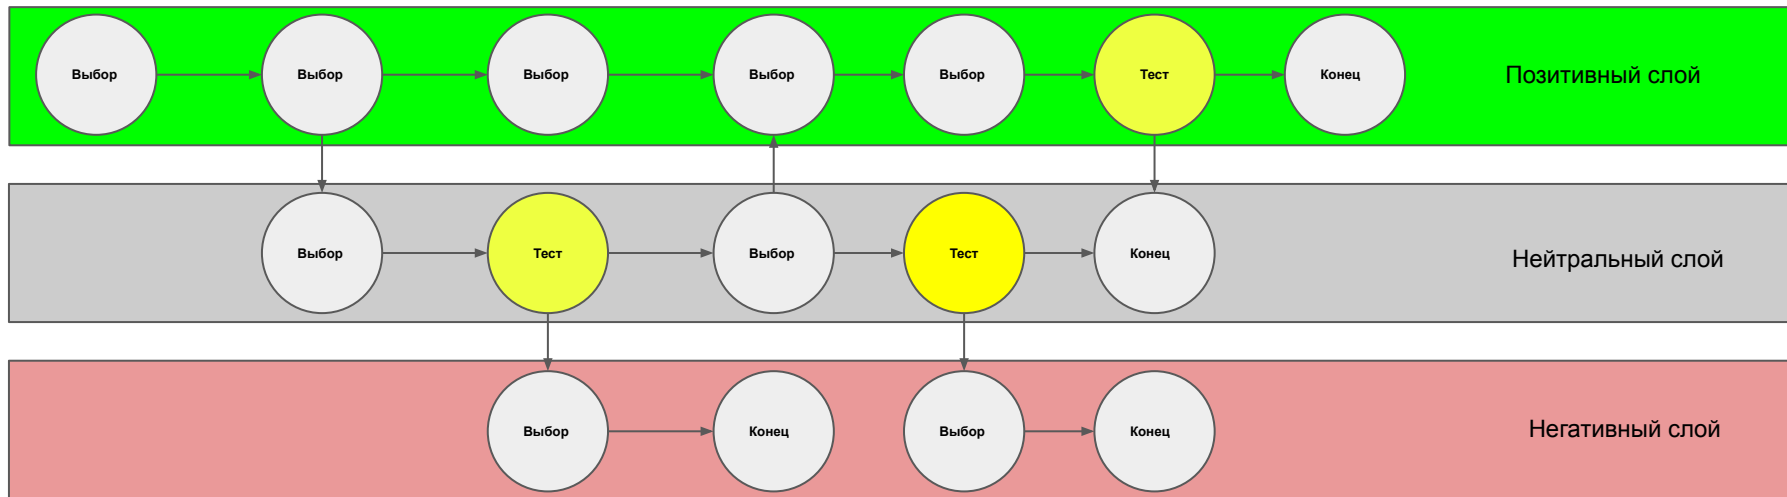 Выбор
Выбор
Выбор
Выбор
Выбор
Тест
Конец
Позитивный слой
Выбор
Тест
Выбор
Тест
Конец
Нейтральный слой
Выбор
Конец
Выбор
Конец
Негативный слой